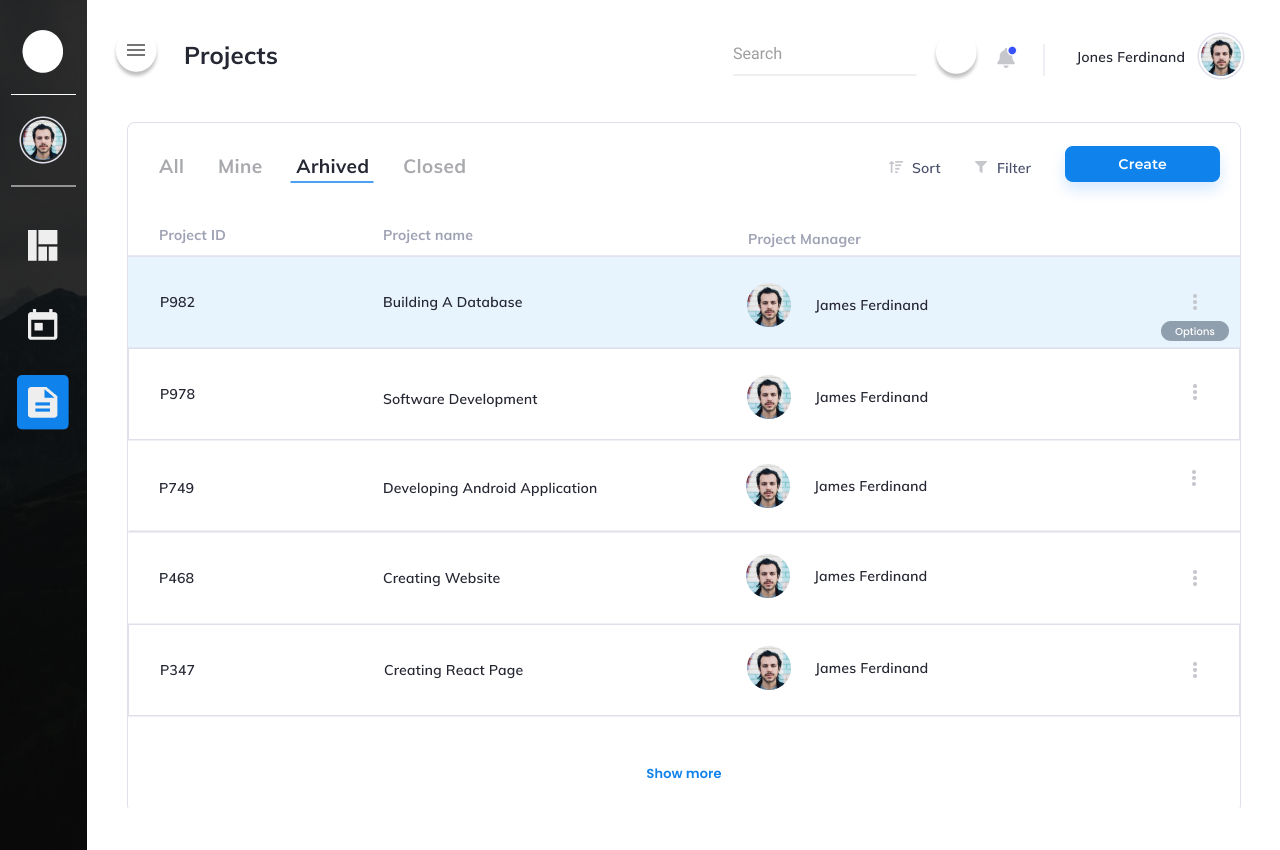 Projects
Search
Jones Ferdinand
All Mine Arhived Closed
Sort Filter Create
Project ID Project name Project Manager
P982 Building A Database James Ferdinand
Options
P978 Software Development James Ferdinand
P749 Developing Android Application James Ferdinand
P468 Creating Website James Ferdinand
P347 Creating React Page James Ferdinand
Show more